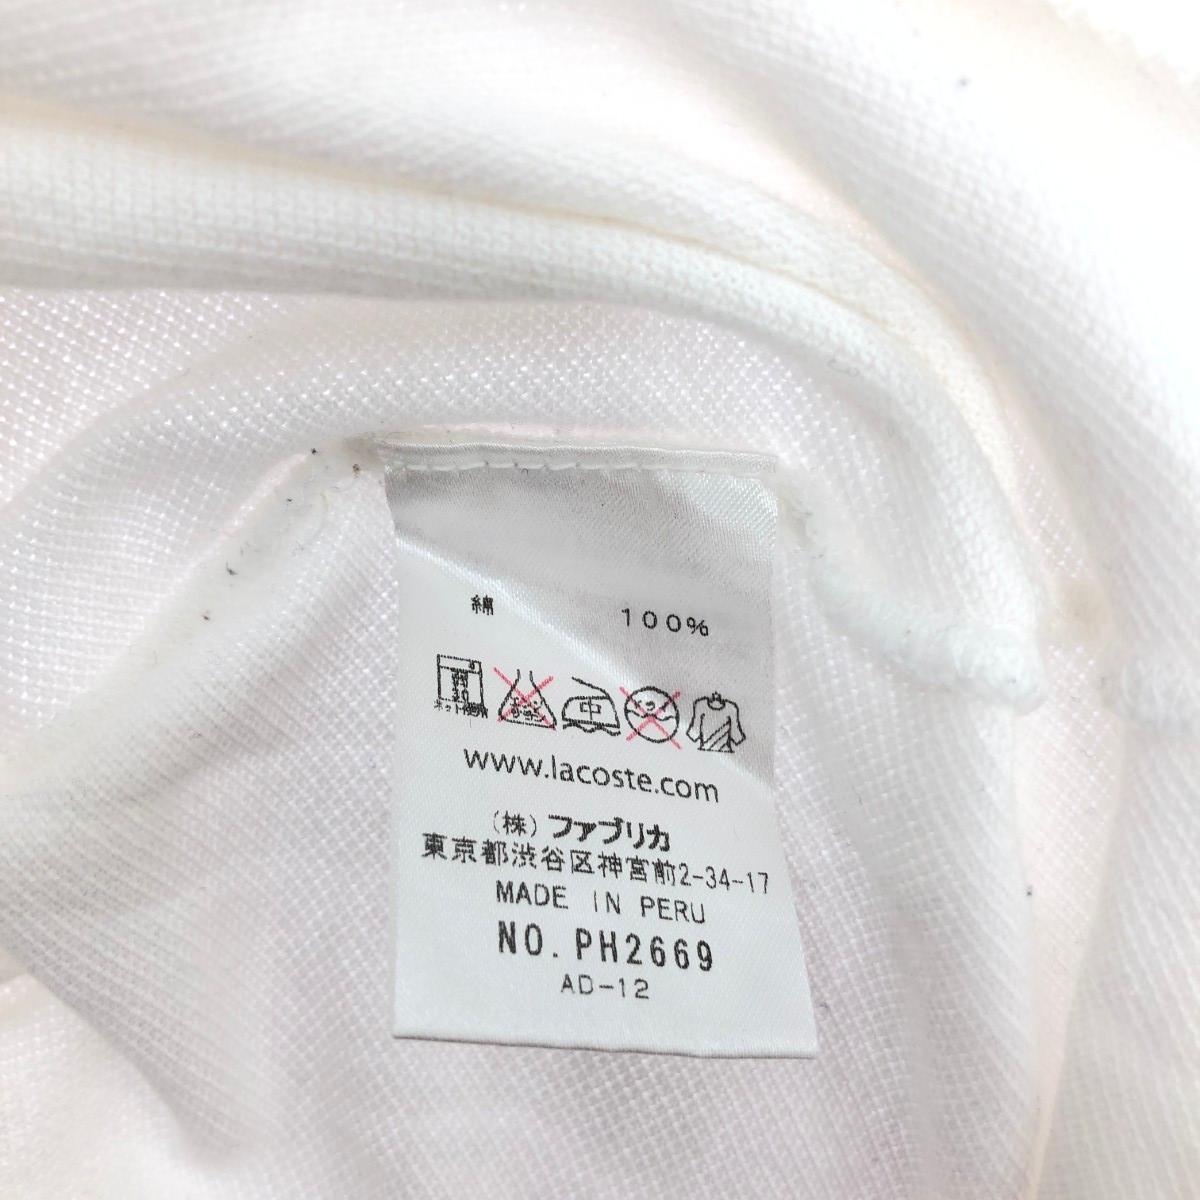 綿 100%
中
www.lacoste.com
(株)ファブリカ
東京都渋谷区神宮前2-34-17
MADE IN PERU
NO. PH2669
AD-12